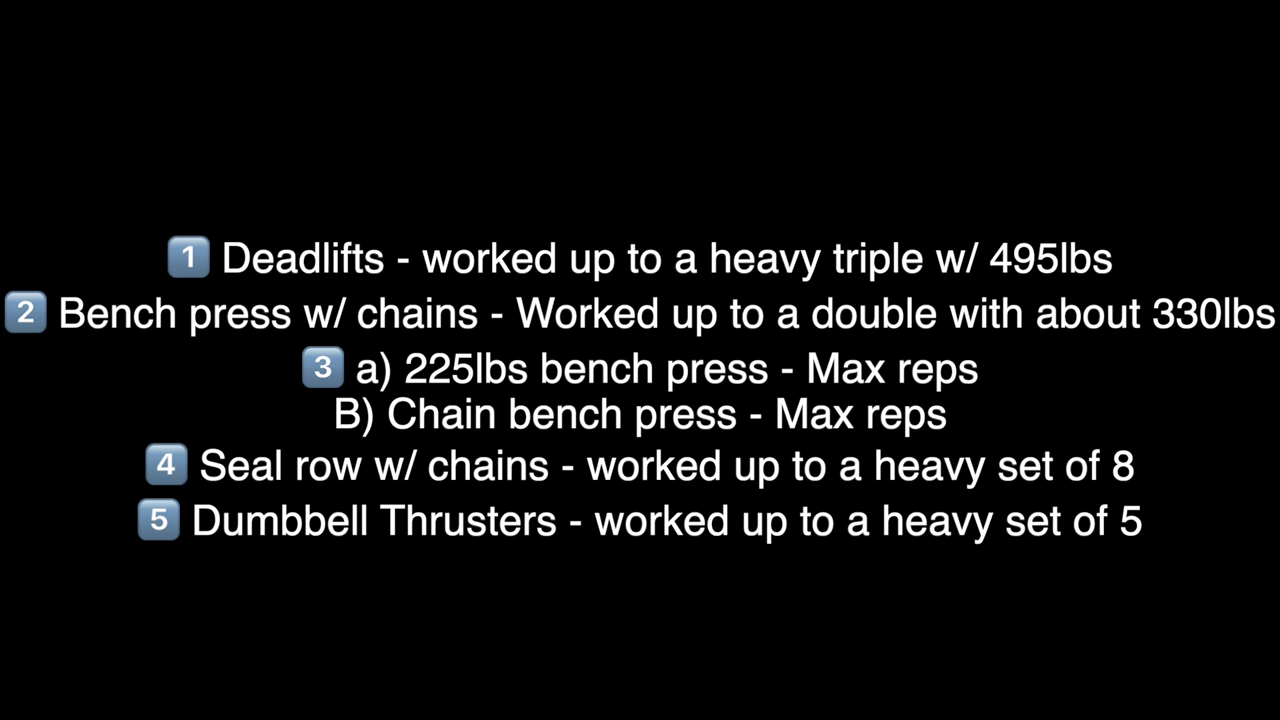 1️⃣ Deadlifts - worked up to a heavy triple w/ 495lbs
2️⃣ Bench press w/ chains - Worked up to a double with about 330lbs
3️⃣ a) 225lbs bench press - Max reps
B) Chain bench press - Max reps
4️⃣ Seal row w/ chains - worked up to a heavy set of 8
5️⃣ Dumbbell Thrusters - worked up to a heavy set of 5